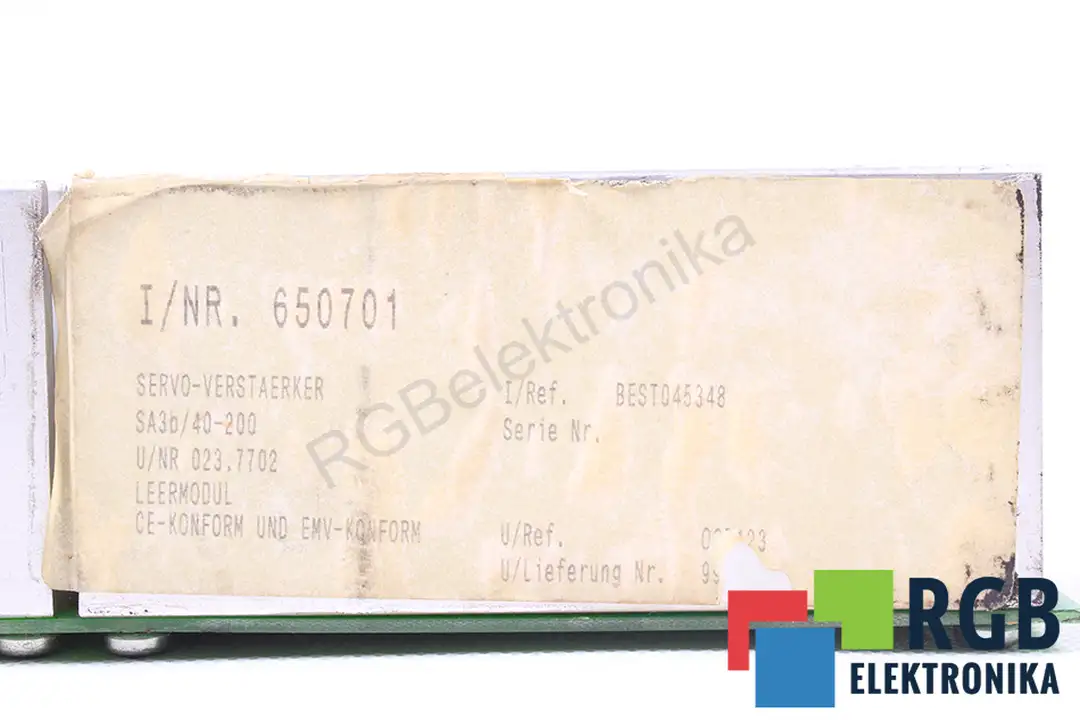 I/NR. 650701
SERVO-VERSTAERKER
SA3b/40-200
U/NR 023.7702
LEERMODUL
CE-KONFORM UND EMV-KONFORM
I/Ref. BEST045348
Serie Nr.
U/Ref.
U/Lieferung Nr.
RGBelektronika
RGB
ELEKTRONIKA